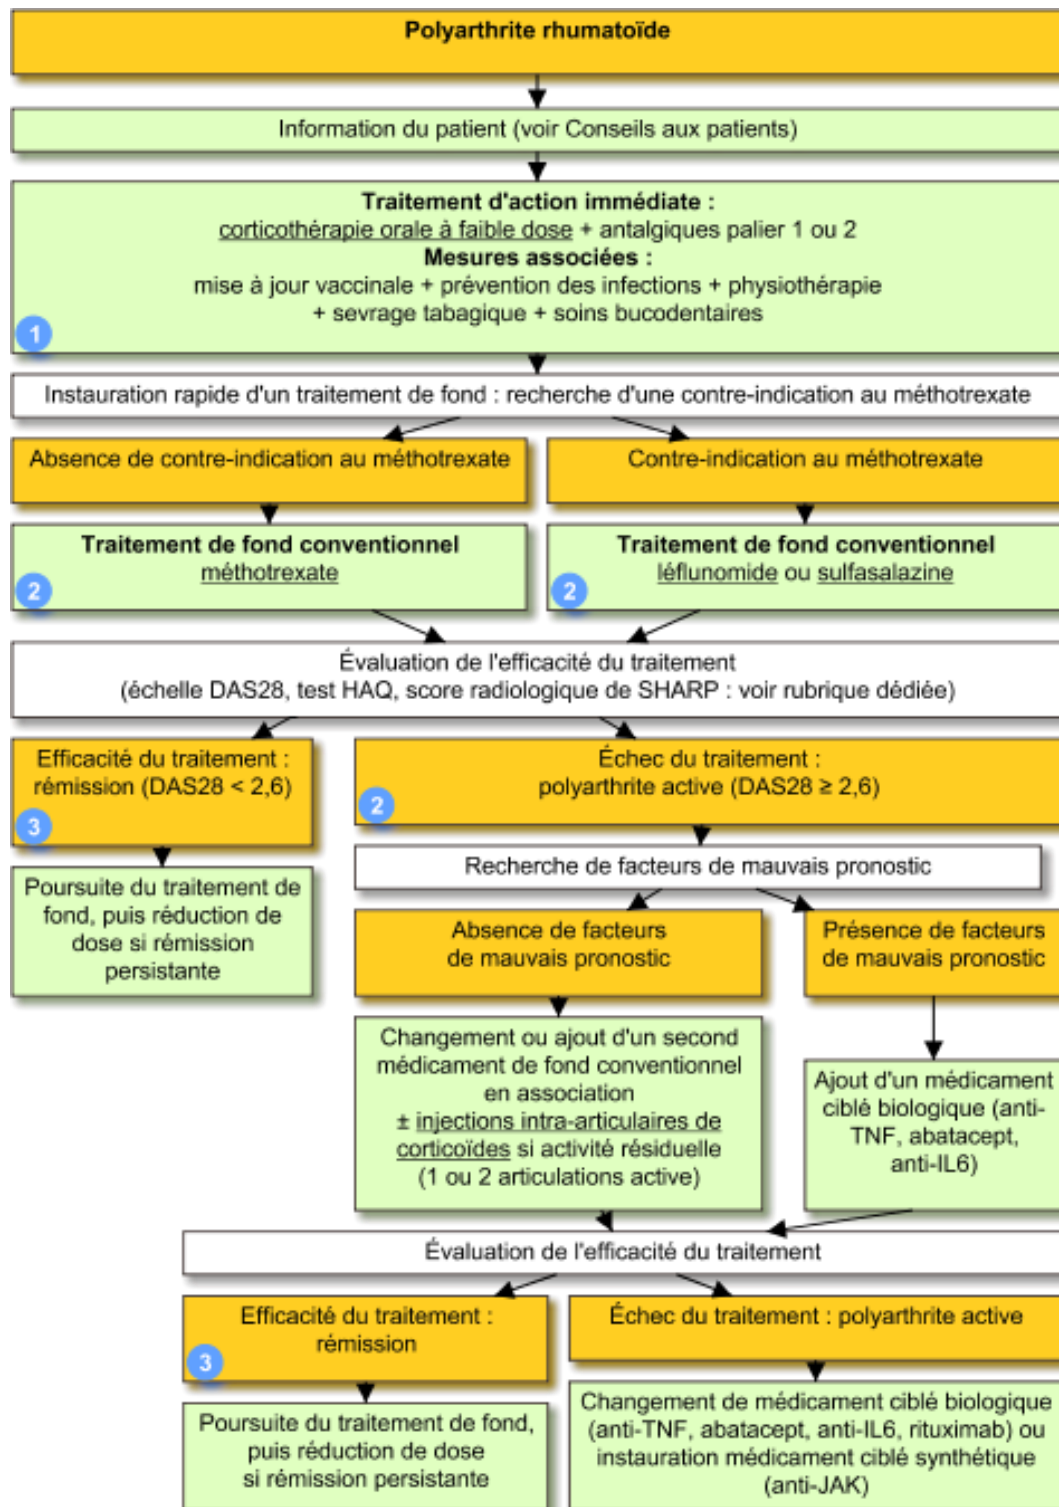 Polyarthrite rhumatoïde
Information du patient (voir Conseils aux patients)
Traitement d'action immédiate :
corticothérapie orale à faible dose + antalgiques palier 1 ou 2
Mesures associées :
mise à jour vaccinale + prévention des infections + physiothérapie
+ sevrage tabagique + soins bucodentaires
1
Instauration rapide d'un traitement de fond : recherche d'une contre-indication au méthotrexate
Absence de contre-indication au méthotrexate
Contre-indication au méthotrexate
Traitement de fond conventionnel
méthotrexate
2
Traitement de fond conventionnel
léflunomide ou sulfasalazine
2
Évaluation de l'efficacité du traitement
(échelle DAS28, test HAQ, score radiologique de SHARP : voir rubrique dédiée)
Efficacité du traitement :
rémission (DAS28 < 2,6)
3
Échec du traitement :
polyarthrite active (DAS28 ≥ 2,6)
2
Poursuite du traitement de
fond, puis réduction de
dose si rémission
persistante
Recherche de facteurs de mauvais pronostic
Absence de facteurs
de mauvais pronostic
Présence de facteurs
de mauvais pronostic
Changement ou ajout d'un second
médicament de fond conventionnel
en association
± injections intra-articulaires de
corticoïdes si activité résiduelle
(1 ou 2 articulations active)
Ajout d'un médicament
ciblé biologique (anti-
TNF, abatacept,
anti-IL6)
Évaluation de l'efficacité du traitement
Efficacité du traitement :
rémission
3
Échec du traitement : polyarthrite active
Poursuite du traitement de fond,
puis réduction de dose
si rémission persistante
Changement de médicament ciblé biologique
(anti-TNF, abatacept, anti-IL6, rituximab) ou
instauration médicament ciblé synthétique
(anti-JAK)